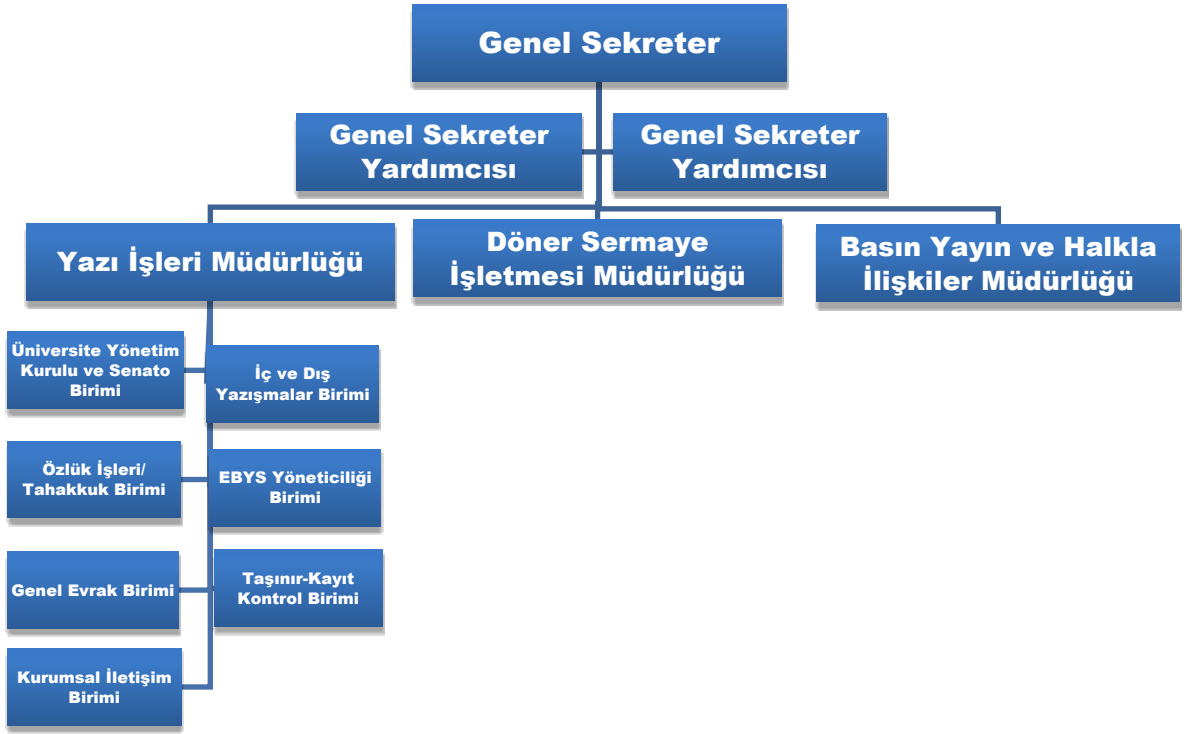 Genel Sekreter
Genel Sekreter
Yardımcısı
Genel Sekreter
Yardımcısı
Yazı İşleri Müdürlüğü
Döner Sermaye
İşletmesi Müdürlüğü
Basın Yayın ve Halkla
İlişkiler Müdürlüğü
Üniversite Yönetim
Kurulu ve Senato
Birimi
İç ve Dış
Yazışmalar Birimi
Özlük İşleri/
Tahakkuk Birimi
EBYS Yöneticiliği
Birimi
Genel Evrak Birimi
Taşınır-Kayıt
Kontrol Birimi
Kurumsal İletişim
Birimi